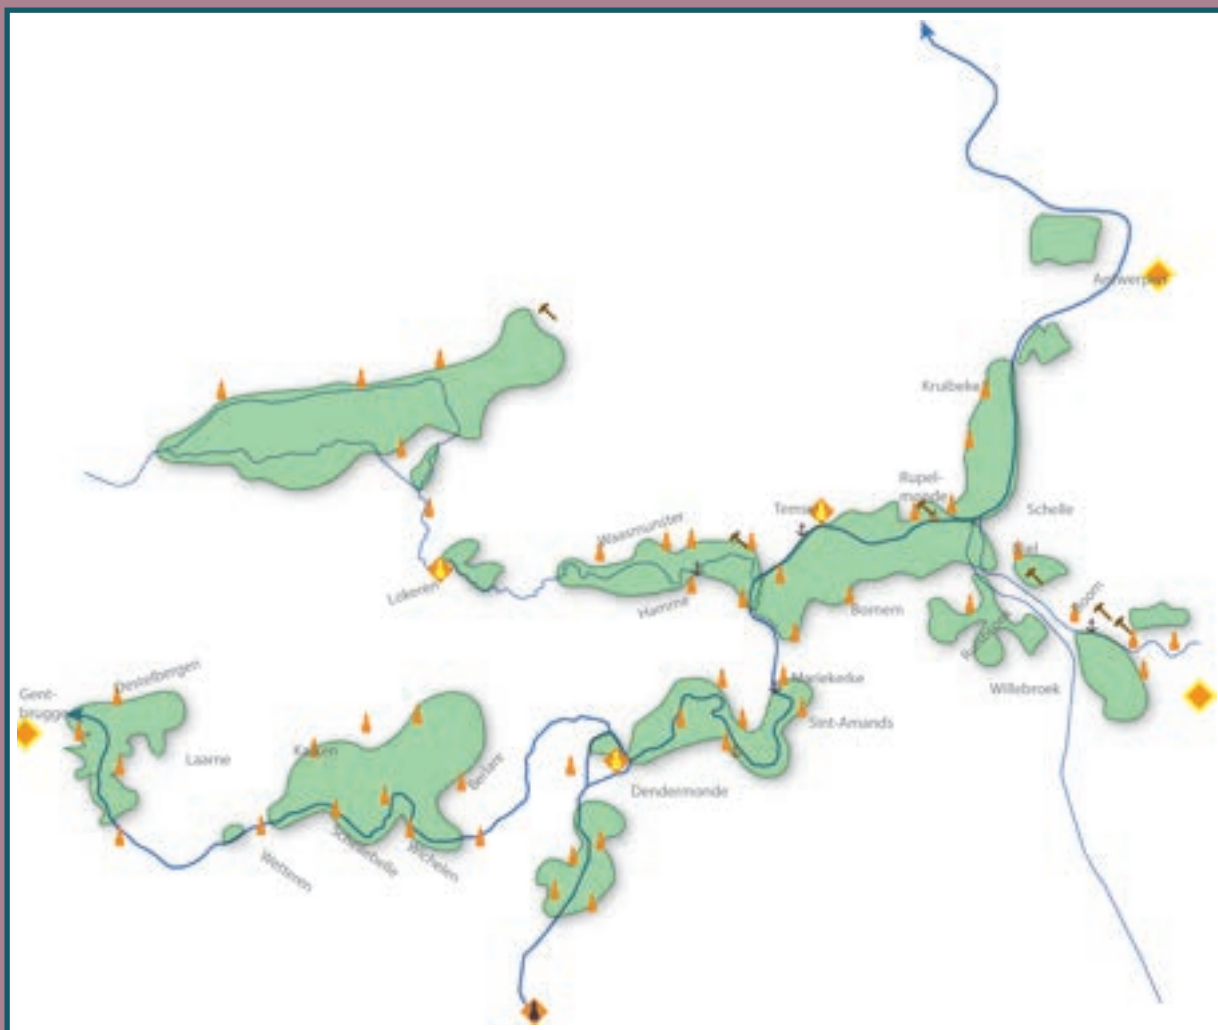 Antwerpen
Kruibeke
Rupel-
monde
Schelle
Temse
Waasmunster
Niel
Boom
Lokeren
Hamme
Bornem
Willebroek
Mariekerke
Sint-Amands
Destelbergen
Gent-
brugge
Laarne
Kalken
Berlare
Dendermonde
Schellebelle
Wichelen
Wetteren